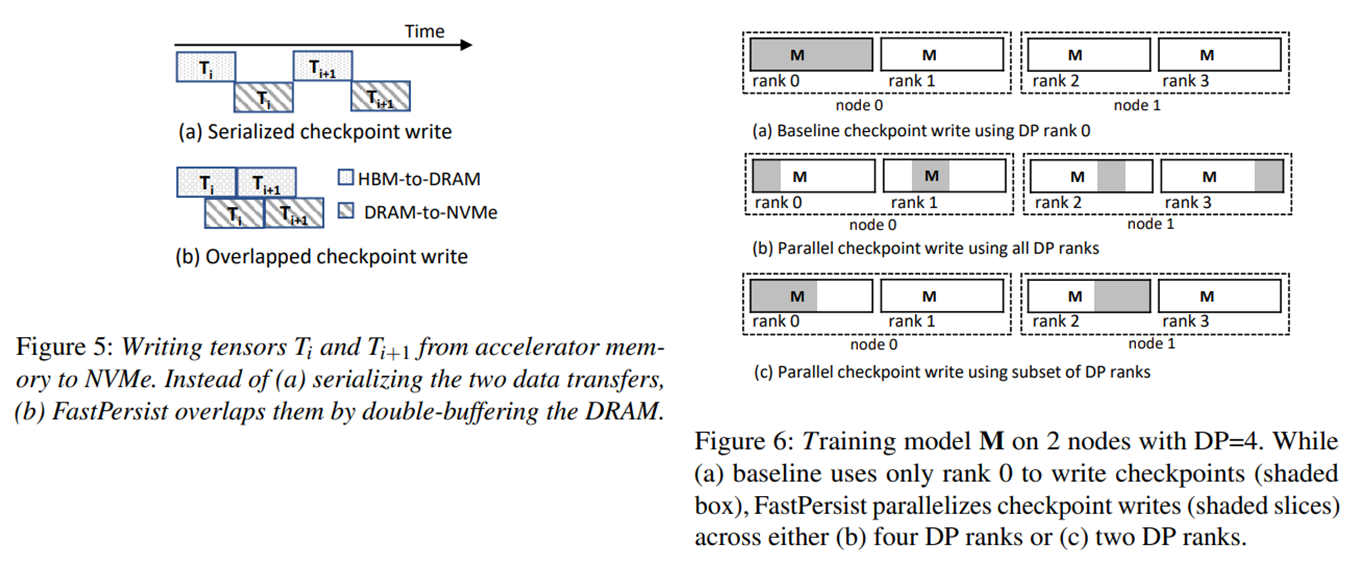 Time
T_i
T_{i+1}
T_i
T_{i+1}
(a) Serialized checkpoint write
T_i
T_{i+1}
HBM-to-DRAM
T_i
T_{i+1}
DRAM-to-NVMe
(b) Overlapped checkpoint write
Figure 5: Writing tensors T_i and T_{i+1} from accelerator mem-
ory to NVMe. Instead of (a) serializing the two data transfers,
(b) FastPersist overlaps them by double-buffering the DRAM.
M M M M
rank 0 rank 1 rank 2 rank 3
node 0 node 1
(a) Baseline checkpoint write using DP rank 0
M M M M
rank 0 rank 1 rank 2 rank 3
node 0 node 1
(b) Parallel checkpoint write using all DP ranks
M M M M
rank 0 rank 1 rank 2 rank 3
node 0 node 1
(c) Parallel checkpoint write using subset of DP ranks
Figure 6: Training model M on 2 nodes with DP=4. While
(a) baseline uses only rank 0 to write checkpoints (shaded
box), FastPersist parallelizes checkpoint writes (shaded slices)
across either (b) four DP ranks or (c) two DP ranks.